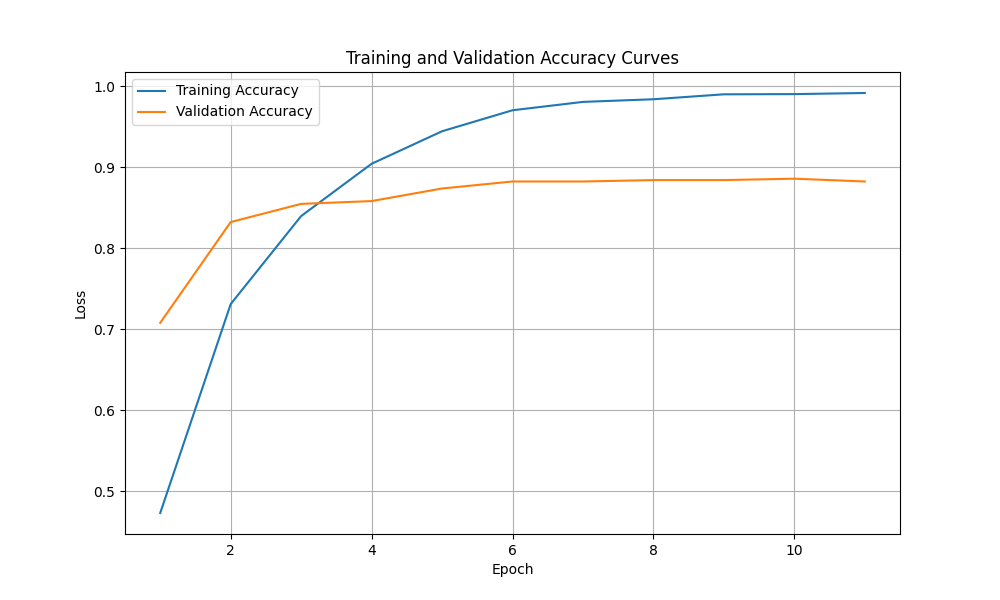 Training and Validation Accuracy Curves
Training Accuracy
Validation Accuracy
1.0
0.9
0.8
0.7
0.6
0.5
Loss
2
4
6
8
10
Epoch